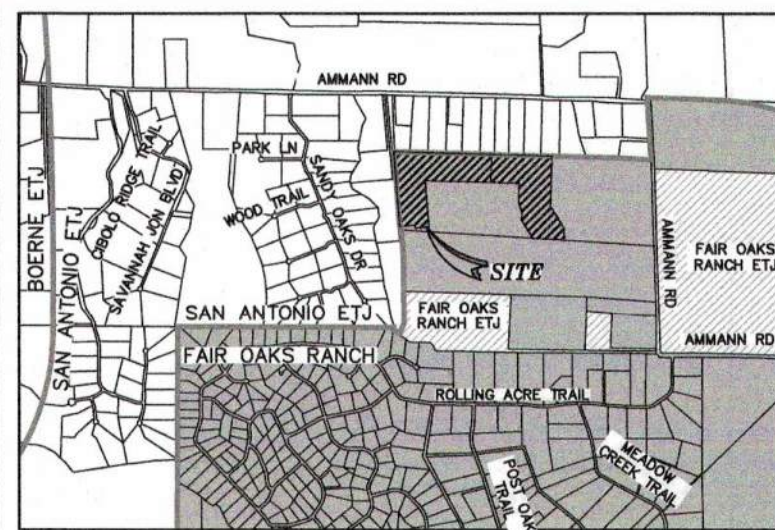 AMMANN RD
PARK LN
SANDY OAKS DR
WOOD TRAIL
CIBOLO RIDGE TRAIL
SAVANNAH JON BLVD
BOERNE ETJ
SAN ANTONIO ETJ
SITE
AMMANN RD
FAIR OAKS
RANCH ETJ
FAIR OAKS
RANCH ETJ
SAN ANTONIO ETJ
AMMANN RD
FAIR OAKS RANCH
ROLLING ACRE TRAIL
POST OAK
TRAIL
MEADOW
CREEK TRAIL